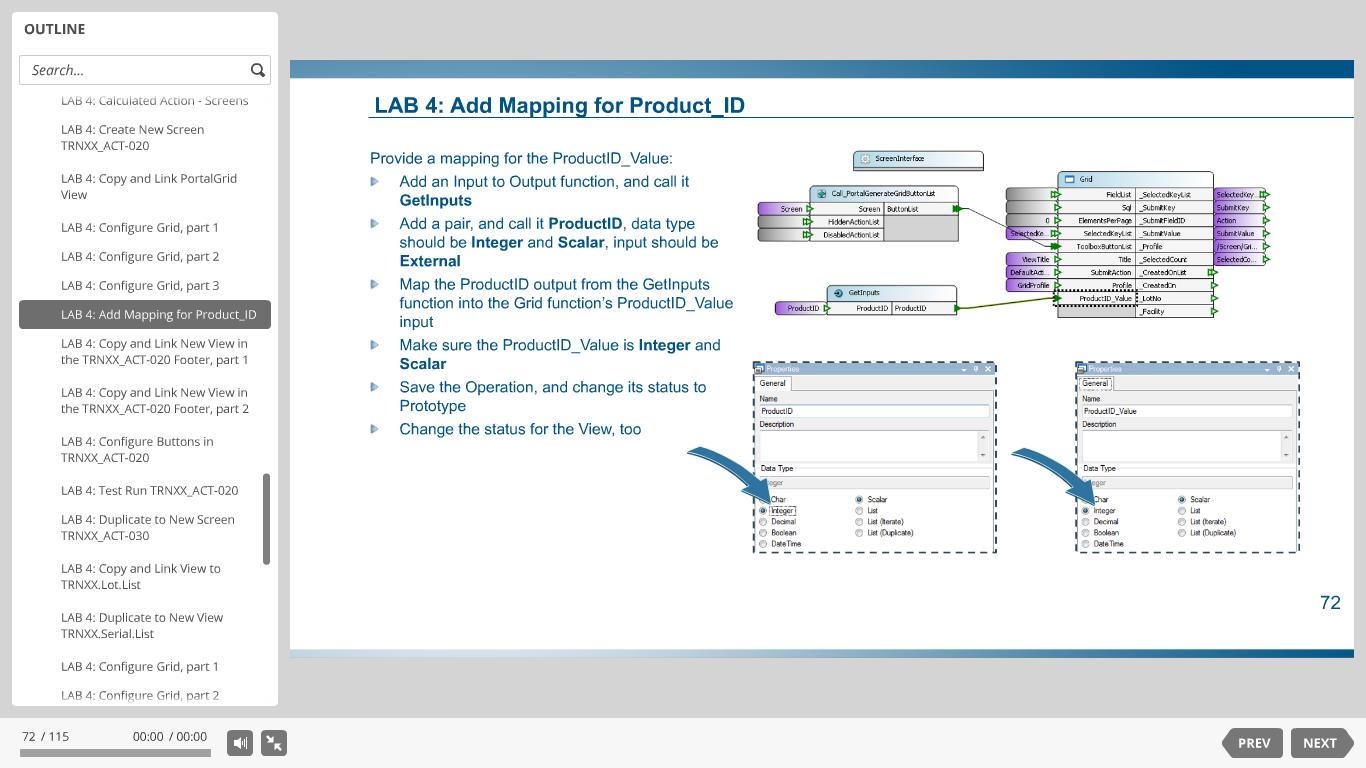 OUTLINE
Search...
LAB 4: Calculated Action - Screens
LAB 4: Create New Screen
TRNXX_ACT-020
LAB 4: Copy and Link PortalGrid
View
LAB 4: Configure Grid, part 1
LAB 4: Configure Grid, part 2
LAB 4: Configure Grid, part 3
LAB 4: Add Mapping for Product_ID
LAB 4: Copy and Link New View in
the TRNXX_ACT-020 Footer, part 1
LAB 4: Copy and Link New View in
the TRNXX_ACT-020 Footer, part 2
LAB 4: Configure Buttons in
TRNXX_ACT-020
LAB 4: Test Run TRNXX_ACT-020
LAB 4: Duplicate to New Screen
TRNXX_ACT-030
LAB 4: Copy and Link View to
TRNXX.Lot.List
LAB 4: Duplicate to New View
TRNXX.Serial.List
LAB 4: Configure Grid, part 1
LAB 4: Configure Grid, part 2
LAB 4: Add Mapping for Product_ID
Provide a mapping for the ProductID_Value:
Add an Input to Output function, and call it
GetInputs
Add a pair, and call it ProductID, data type
should be Integer and Scalar, input should be
External
Map the ProductID output from the GetInputs
function into the Grid function's ProductID_Value
input
Make sure the ProductID_Value is Integer and
Scalar
Save the Operation, and change its status to
Prototype
Change the status for the View, too
ScreenInterface
Call_PortalGenerateGridButtonList
Screen Screen ButtonList
HiddenActionList
DisabledActionList
GetInputs
ProductID ProductID ProductID
Grid
FieldList _SelectedKeyList SelectedKey...
Sql _SubmitKey SubmitKey
0 ElementsPerPage _SubmitFieldID Action
SelectedKe... SelectedKeyList _SubmitValue SubmitValue
ToolboxButtonList _Profile /Screen/Gri...
ViewTitle Title _SelectedCount SelectedCo...
DefaultActi... SubmitAction _CreatedOnList
GridProfile Profile _CreatedOn
ProductID_Value _LotNo
_Facility
Properties
General
Name
ProductID
Description
Data Type
Char Scalar
Integer List
Decimal List (Iterate)
Boolean List (Duplicate)
DateTime
Properties
General
Name
ProductID_Value
Description
Data Type
Char Scalar
Integer List
Decimal List (Iterate)
Boolean List (Duplicate)
DateTime
72
72 / 115
00:00 / 00:00
PREV
NEXT